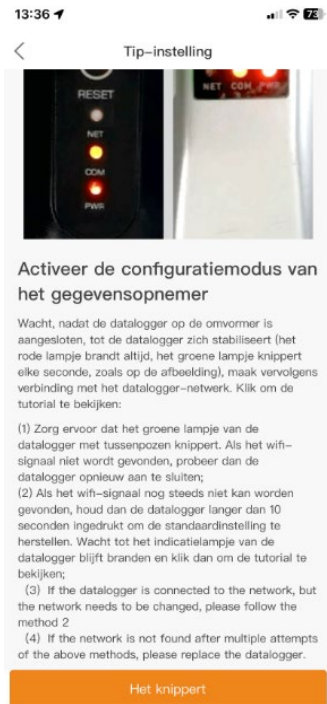 13:36
73
Tip-instelling
RESET
NET
COM
PWR
NET COM PWR
Activeer de configuratiemodus van
het gegevensopnemer
Wacht, nadat de datalogger op de omvormer is
aangesloten, tot de datalogger zich stabiliseert (het
rode lampje brandt altijd, het groene lampje knippert
elke seconde, zoals op de afbeelding), maak vervolgens
verbinding met het datalogger-netwerk. Klik om de
tutorial te bekijken:
(1) Zorg ervoor dat het groene lampje van de
datalogger met tussenpozen knippert. Als het wifi-
signaal niet wordt gevonden, probeer dan de
datalogger opnieuw aan te sluiten;
(2) Als het wifi-signaal nog steeds niet kan worden
gevonden, houd dan de datalogger langer dan 10
seconden ingedrukt om de standaardinstelling te
herstellen. Wacht tot het indicatielampje van de
datalogger blijft branden en klik dan om de tutorial te
bekijken;
(3) If the datalogger is connected to the network, but
the network needs to be changed, please follow the
method 2
(4) If the network is not found after multiple attempts
of the above methods, please replace the datalogger.
Het knippert